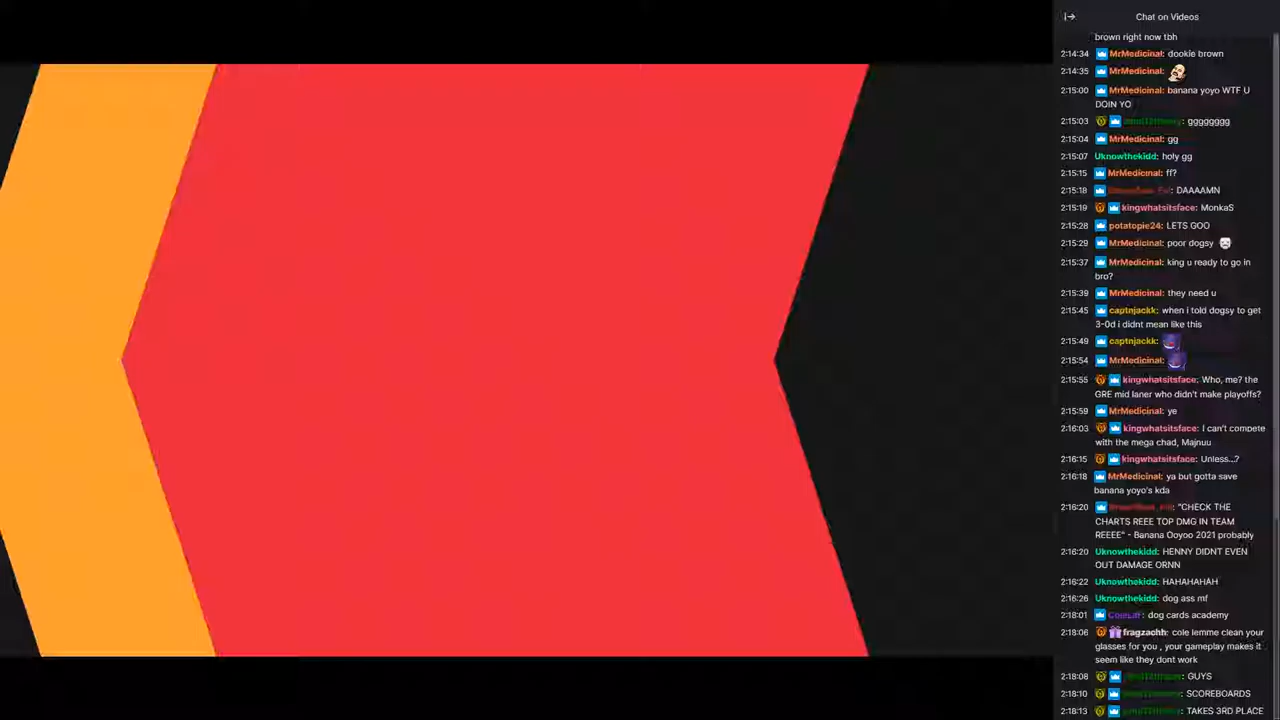 Chat on Videos
brown right now tbh
2:14:34 MrMedicinal: dookie brown
2:14:35 MrMedicinal:
2:15:00 MrMedicinal: banana yoyo WTF U
DOIN YO
2:15:03 : gggggggg
2:15:04 MrMedicinal: gg
2:15:07 Uknowthekidd: holy gg
2:15:15 MrMedicinal: ff?
2:15:18 : DAAAAMN
2:15:19 kingwhatsitsface: MonkaS
2:15:28 potatopie24: LETS GOO
2:15:29 MrMedicinal: poor dogsy
2:15:37 MrMedicinal: king u ready to go in
bro?
2:15:39 MrMedicinal: they need u
2:15:45 captnjackk: when i told dogsy to get
3-0d i didnt mean like this
2:15:49 captnjackk:
2:15:54 MrMedicinal:
2:15:55 kingwhatsitsface: Who, me? the
GRE mid laner who didn't make playoffs?
2:15:59 MrMedicinal: ye
2:16:03 kingwhatsitsface: I can't compete
with the mega chad, Majnuu
2:16:15 kingwhatsitsface: Unless...?
2:16:18 MrMedicinal: ya but gotta save
banana yoyo's kda
2:16:20 : "CHECK THE
CHARTS REEE TOP DMG IN TEAM
REEEE" - Banana Ooyoo 2021 probably
2:16:20 Uknowthekidd: HENNY DIDNT EVEN
OUT DAMAGE ORNN
2:16:22 Uknowthekidd: HAHAHAHAH
2:16:26 Uknowthekidd: dog ass mf
2:18:01 : dog cards academy
2:18:06 fragzachh: cole lemme clean your
glasses for you , your gameplay makes it
seem like they dont work
2:18:08 : GUYS
2:18:10 : SCOREBOARDS
2:18:13 : TAKES 3RD PLACE